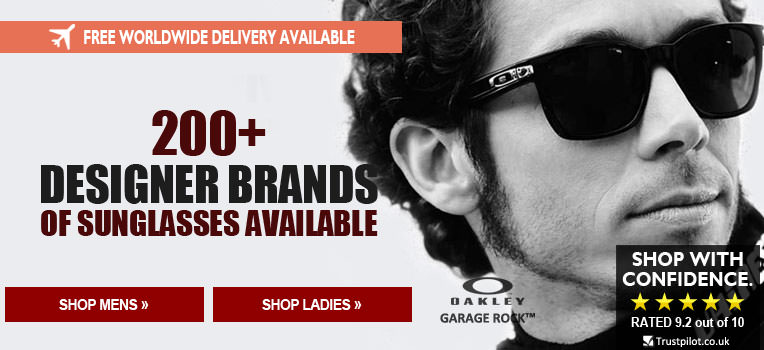 FREE WORLDWIDE DELIVERY AVAILABLE
200+
DESIGNER BRANDS
OF SUNGLASSES AVAILABLE
SHOP MENS »
SHOP LADIES »
OAKLEY
GARAGE ROCK™
SHOP WITH
CONFIDENCE.
RATED 9.2 out of 10
Trustpilot.co.uk